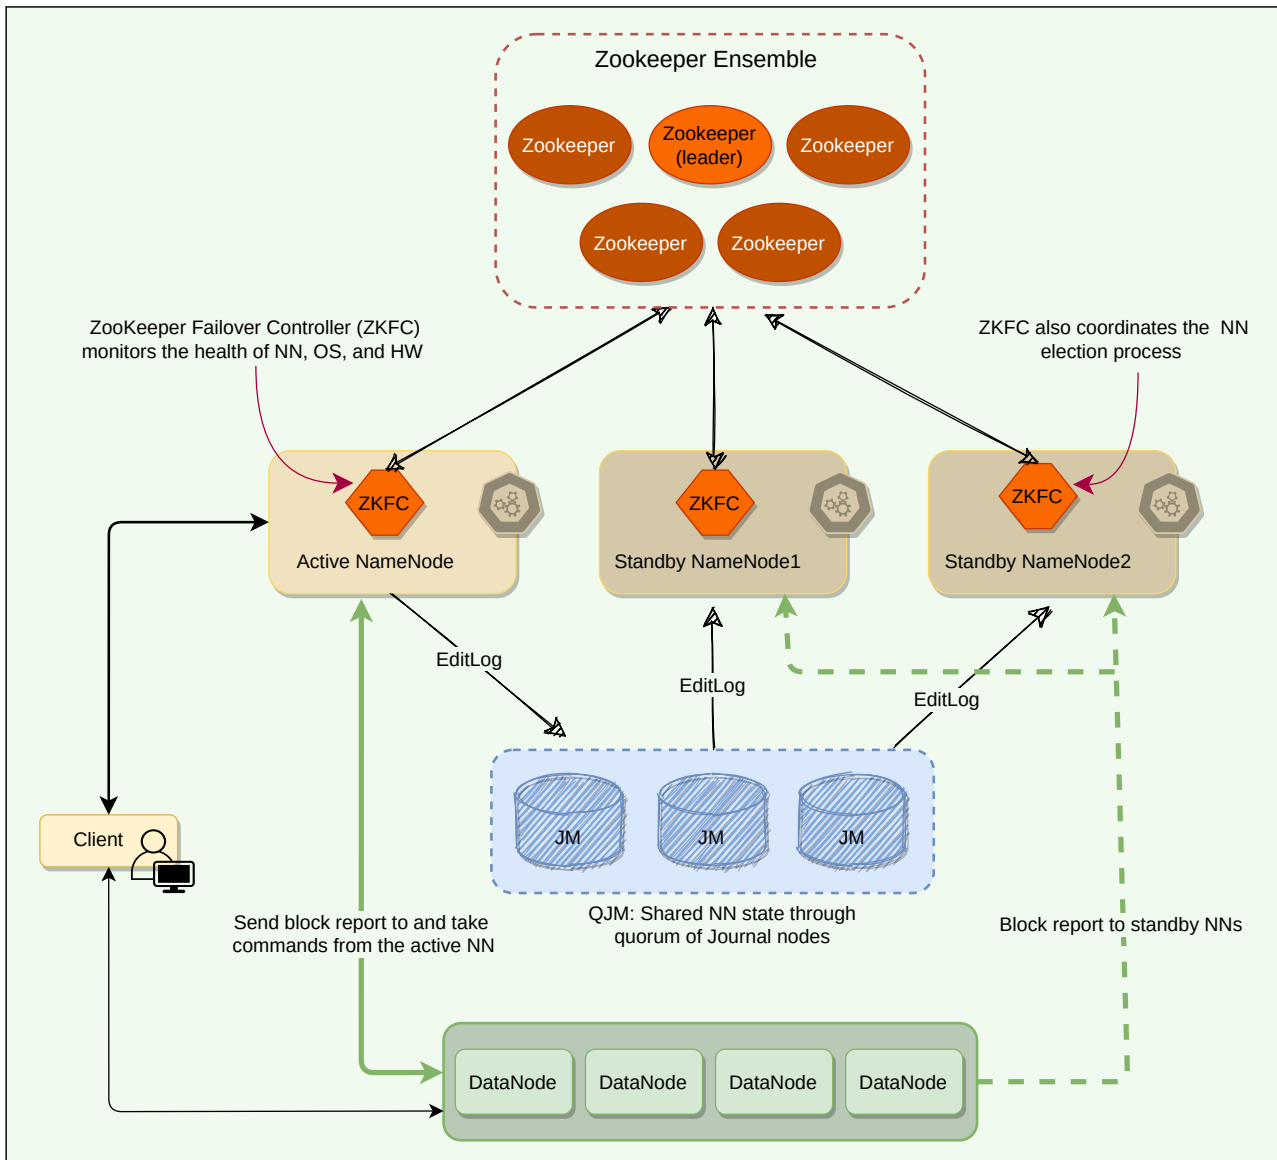 Zookeeper Ensemble
Zookeeper
Zookeeper
(leader)
Zookeeper
Zookeeper
Zookeeper
ZooKeeper Failover Controller (ZKFC)
monitors the health of NN, OS, and HW
ZKFC also coordinates the NN
election process
ZKFC
Active NameNode
ZKFC
Standby NameNode1
ZKFC
Standby NameNode2
EditLog
EditLog
EditLog
JM
JM
JM
Client
QJM: Shared NN state through
quorum of Journal nodes
Send block report to and take
commands from the active NN
Block report to standby NNs
DataNode
DataNode
DataNode
DataNode